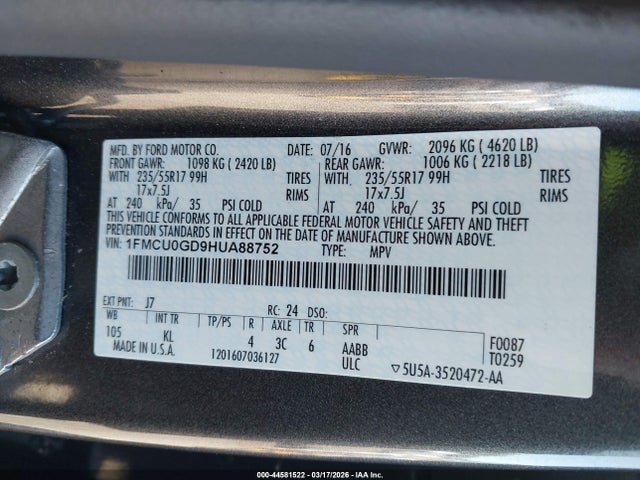 MFD. BY FORD MOTOR CO. DATE: 07/16 GVWR: 2096 KG ( 4620 LB)
FRONT GAWR: 1098 KG ( 2420 LB) REAR GAWR: 1006 KG ( 2218 LB)
WITH 235/55R17 99H TIRES WITH 235/55R17 99H TIRES
17x7.5J RIMS 17x7.5J RIMS
AT 240 kPa/ 35 PSI COLD AT 240 kPa/ 35 PSI COLD
THIS VEHICLE CONFORMS TO ALL APPLICABLE FEDERAL MOTOR VEHICLE SAFETY AND THEFT
PREVENTION STANDARDS IN EFFECT ON THE DATE OF MANUFACTURE SHOWN ABOVE.
VIN: 1FMCU0GD9HUA88752 TYPE: MPV
EXT PNT: J7 RC: 24 DSO:
WB INT TR TP/PS R AXLE TR SPR
105 KL 4 3C 6 AABB F0087
MADE IN U.S.A. 1201607036127 ULC T0259
▽5U5A-3520472-AA
000-44581522 - 03/17/2026 - IAA, Inc.